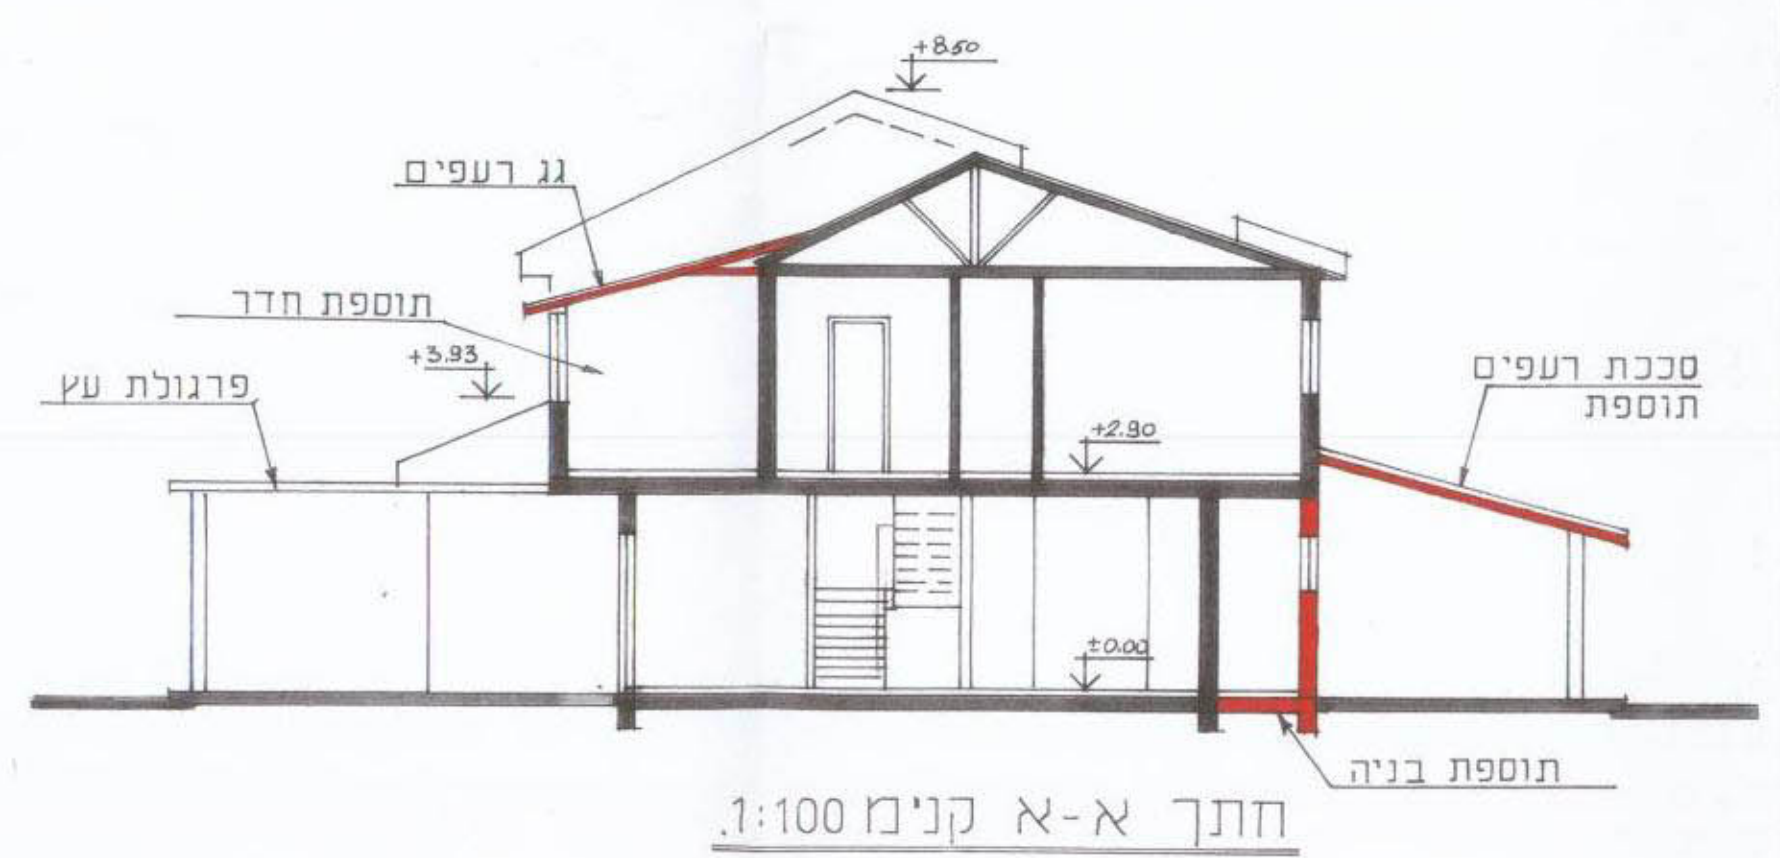 +8.50
גג רעפים
תוספת חדר
+3.93
פרגולת עץ
סככת רעפים
תוספת
+2.90
±0.00
תוספת בניה
חתך א-א קנ״מ 1:100.